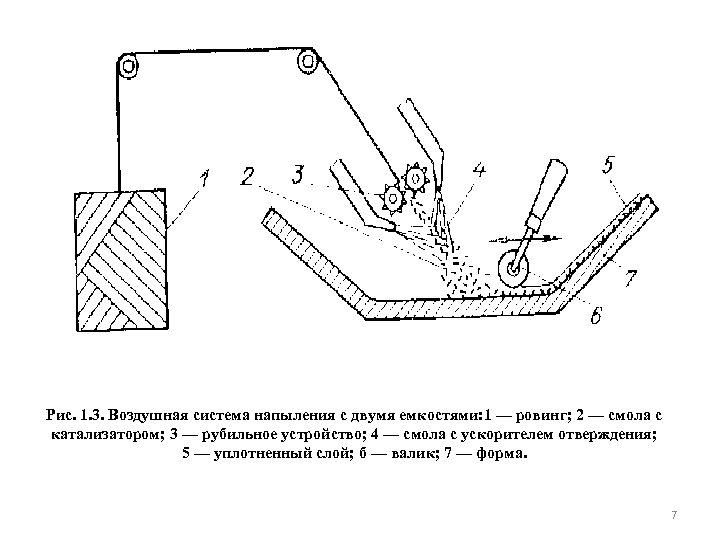 1
2
3
4
5
6
7
Рис. 1.3. Воздушная система напыления с двумя емкостями: 1 — ровинг; 2 — смола с
катализатором; 3 — рубильное устройство; 4 — смола с ускорителем отверждения;
5 — уплотненный слой; 6 — валик; 7 — форма.
7